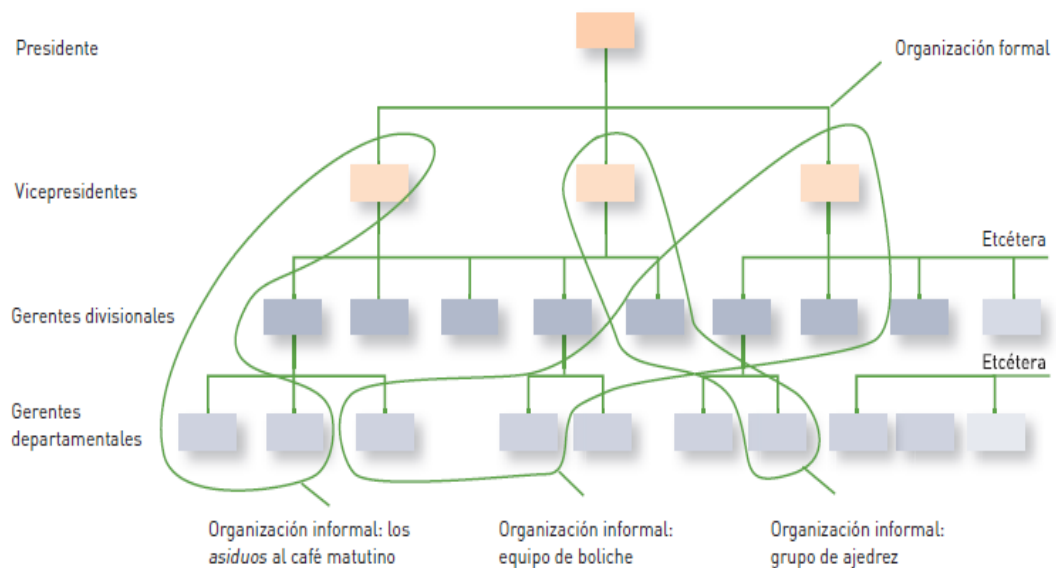 Presidente
Organización formal
Vicepresidentes
Etcétera
Gerentes divisionales
Etcétera
Gerentes
departamentales
Organización informal: los
asiduos al café matutino
Organización informal:
equipo de boliche
Organización informal:
grupo de ajedrez